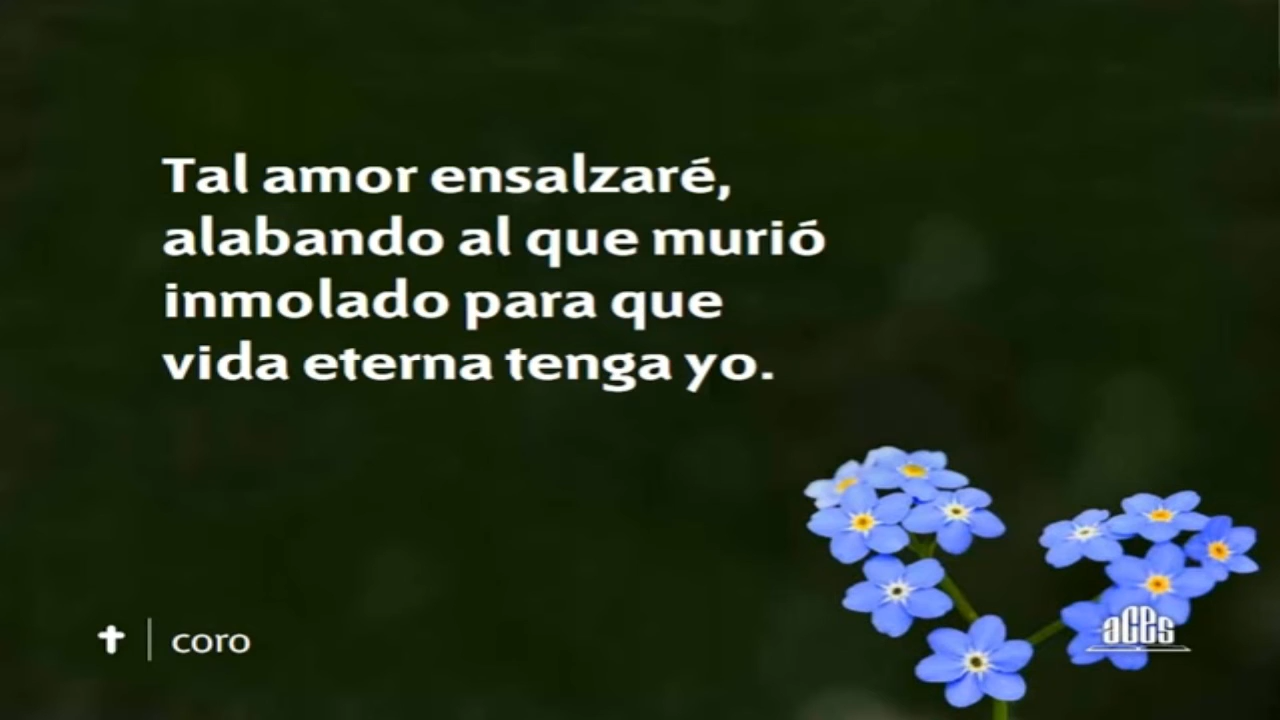 Tal amor ensalzaré,
alabando al que murió
inmolado para que
vida eterna tenga yo.
coro
aces